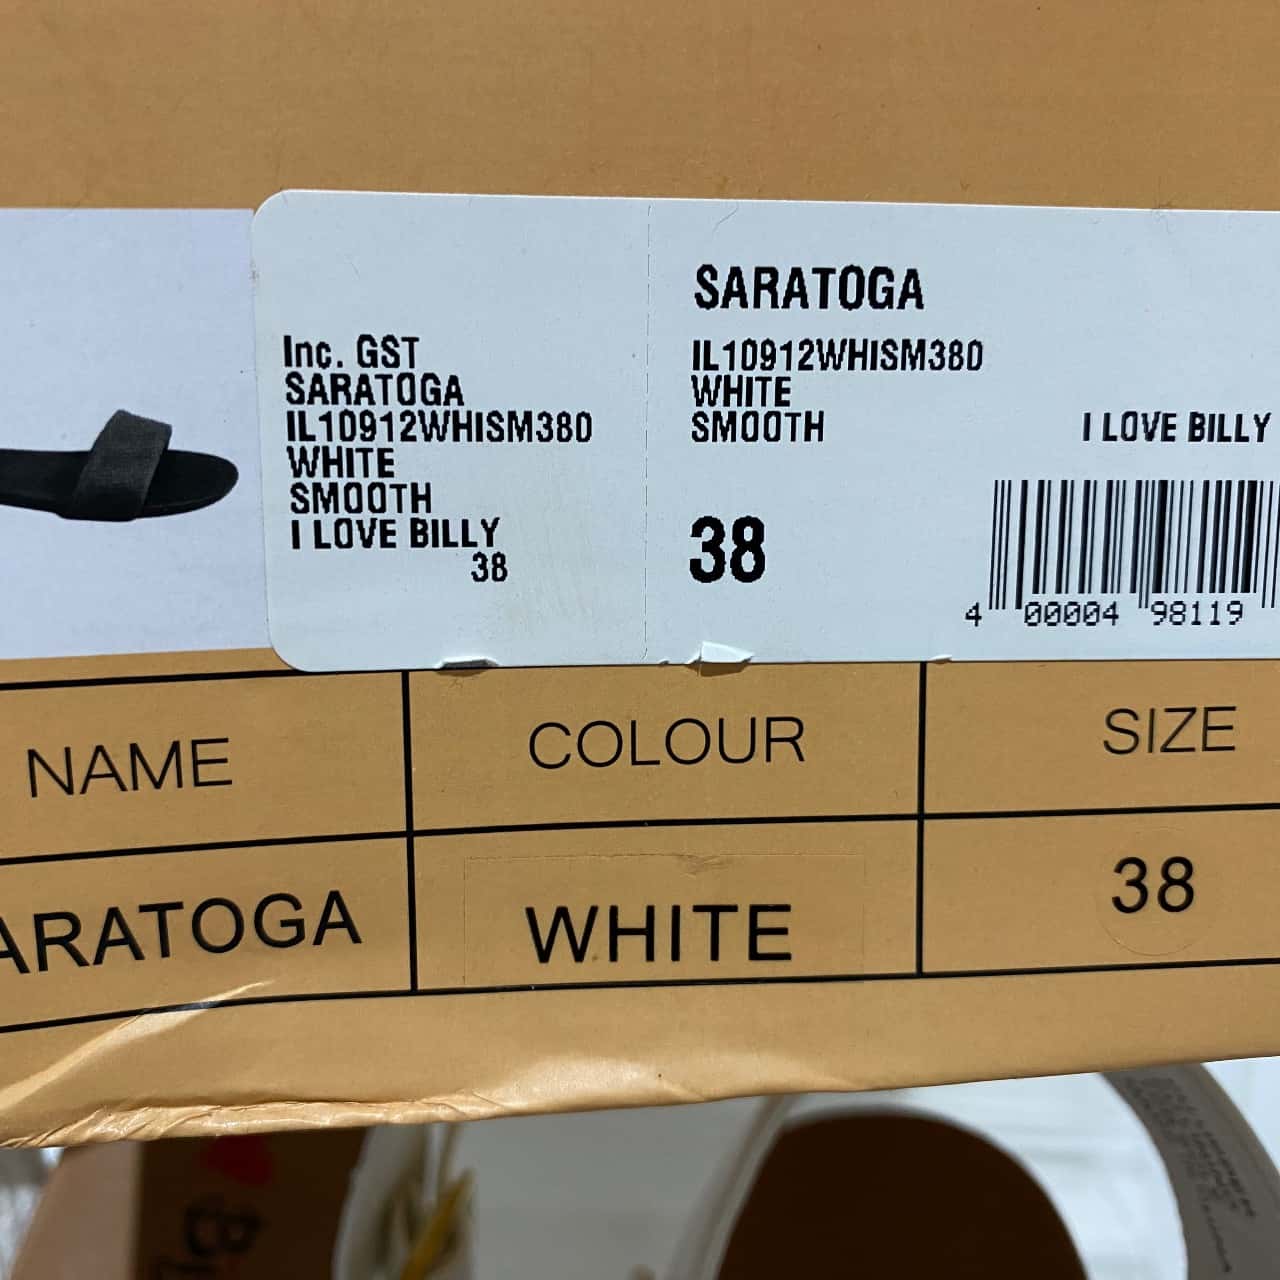 Inc. GST
SARATOGA
IL10912WHISM380
WHITE
SMOOTH
I LOVE BILLY
38
SARATOGA
IL10912WHISM380
WHITE
SMOOTH
I LOVE BILLY
38
4 00004 98119
NAME COLOUR SIZE
ARATOGA WHITE 38